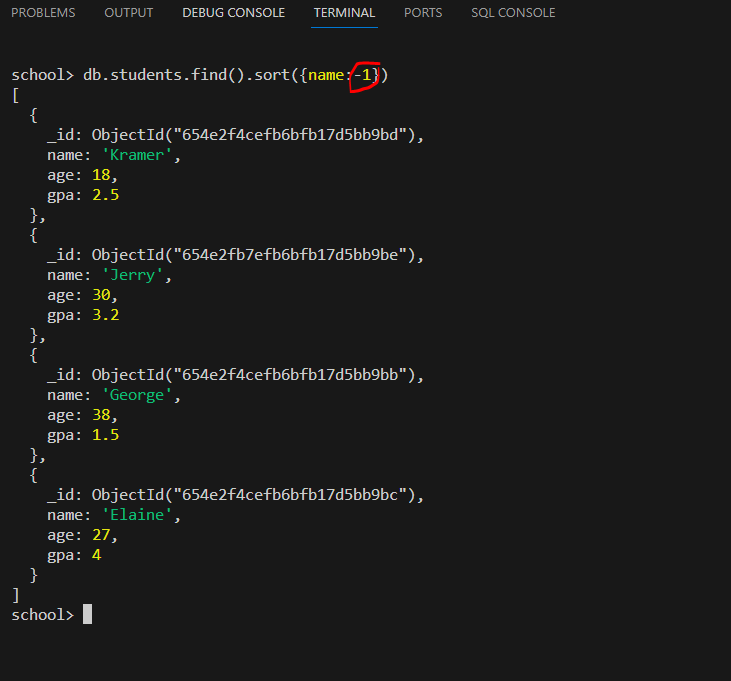 PROBLEMS OUTPUT DEBUG CONSOLE TERMINAL PORTS SQL CONSOLE
school> db.students.find().sort({name:-1})
[
  {
    _id: ObjectId("654e2f4cefb6bfb17d5bb9bd"),
    name: 'Kramer',
    age: 18,
    gpa: 2.5
  },
  {
    _id: ObjectId("654e2fb7efb6bfb17d5bb9be"),
    name: 'Jerry',
    age: 30,
    gpa: 3.2
  },
  {
    _id: ObjectId("654e2f4cefb6bfb17d5bb9bb"),
    name: 'George',
    age: 38,
    gpa: 1.5
  },
  {
    _id: ObjectId("654e2f4cefb6bfb17d5bb9bc"),
    name: 'Elaine',
    age: 27,
    gpa: 4
  }
]
school>